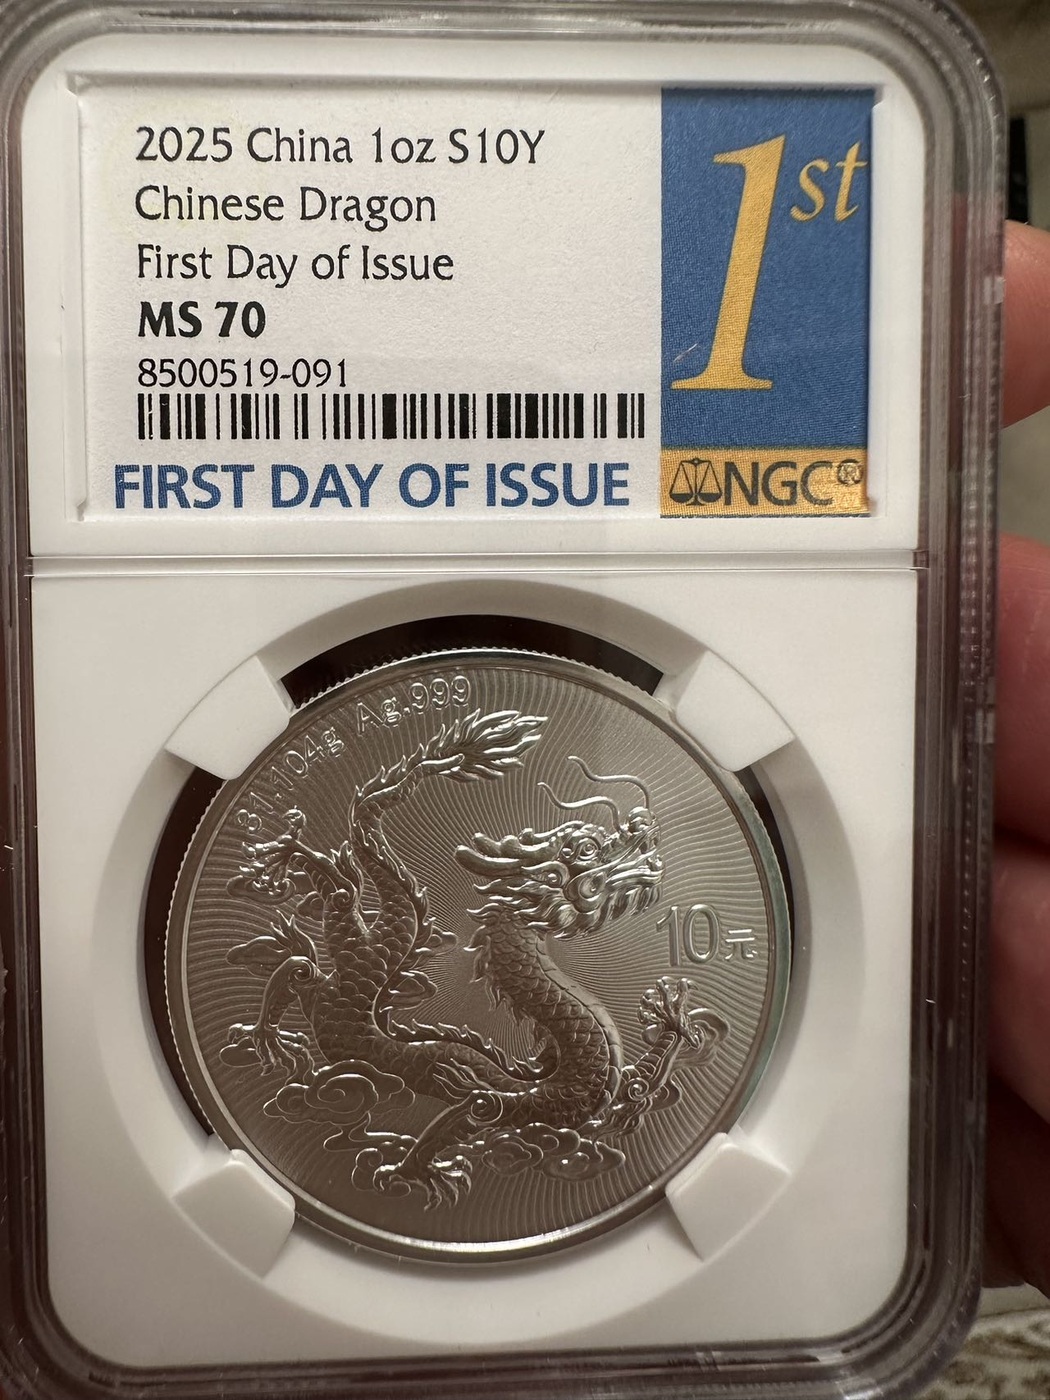 2025 China 1oz S10Y
Chinese Dragon
First Day of Issue
MS 70
8500519-091
FIRST DAY OF ISSUE
1st
NGC®
31.104g Ag.999
10元